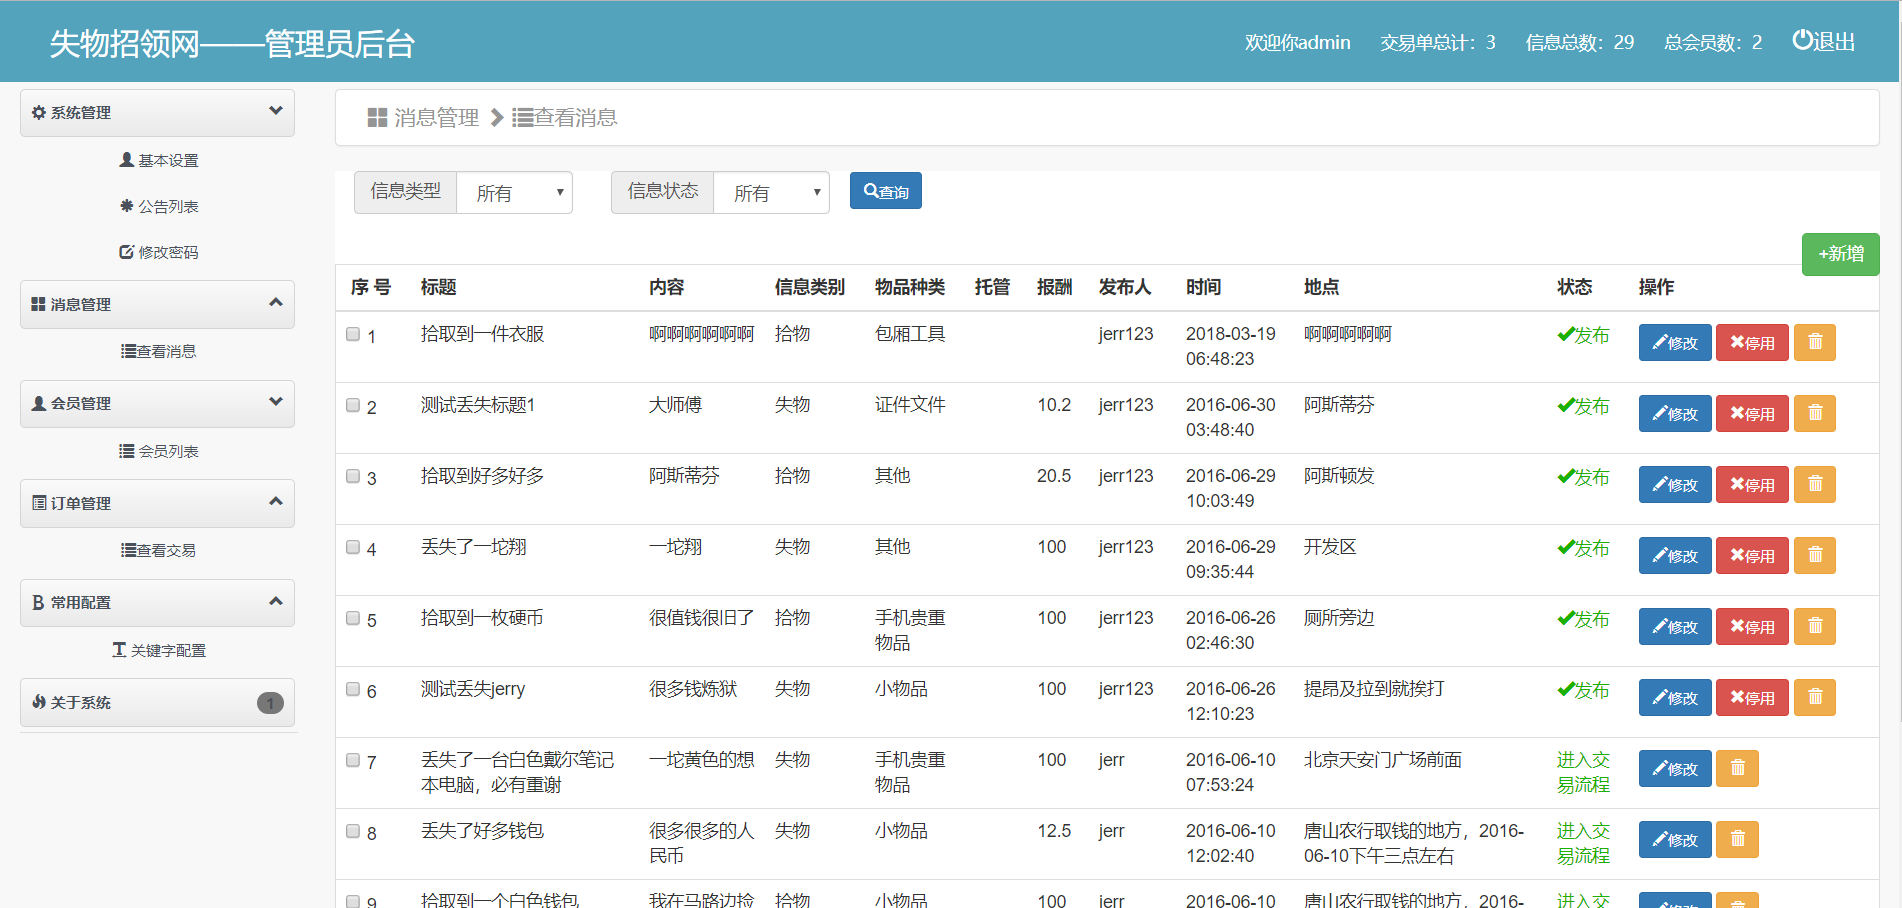 失物招领网——管理员后台
欢迎你admin 交易单总计：3 信息总数：29 总会员数：2 退出
系统管理
基本设置
公告列表
修改密码
消息管理
查看消息
会员管理
会员列表
订单管理
查看交易
常用配置
关键字配置
关于系统 1
消息管理 查看消息
信息类型 所有 信息状态 所有 查询
+新增
序 号 标题 内容 信息类别 物品种类 托管 报酬 发布人 时间 地点 状态 操作
1 拾取到一件衣服 啊啊啊啊啊啊 拾物 包厢工具 jerr123 2018-03-19 啊啊啊啊啊 发布 修改 停用
06:48:23
2 测试丢失标题1 大师傅 失物 证件文件 10.2 jerr123 2016-06-30 阿斯蒂芬 发布 修改 停用
03:48:40
3 拾取到好多好多 阿斯蒂芬 拾物 其他 20.5 jerr123 2016-06-29 阿斯顿发 发布 修改 停用
10:03:49
4 丢失了一坨翔 一坨翔 失物 其他 100 jerr123 2016-06-29 开发区 发布 修改 停用
09:35:44
5 拾取到一枚硬币 很值钱很旧了 拾物 手机贵重 100 jerr123 2016-06-26 厕所旁边 发布 修改 停用
物品 02:46:30
6 测试丢失jerry 很多钱炼狱 失物 小物品 100 jerr123 2016-06-26 提昂及拉到就挨打 发布 修改 停用
12:10:23
7 丢失了一台白色戴尔笔记 一坨黄色的想 失物 手机贵重 100 jerr 2016-06-10 北京天安门广场前面 进入交 修改
本电脑，必有重谢 物品 07:53:24 易流程
8 丢失了好多钱包 很多很多的人 失物 小物品 12.5 jerr 2016-06-10 唐山农行取钱的地方，2016- 进入交 修改
民币 12:02:40 06-10下午三点左右 易流程
9 拾取到一个白色钱包 我在马路边捡 拾物 小物品 100 jerr 2016-06-10 唐山农行取钱的地方，2016- 进入交 修改